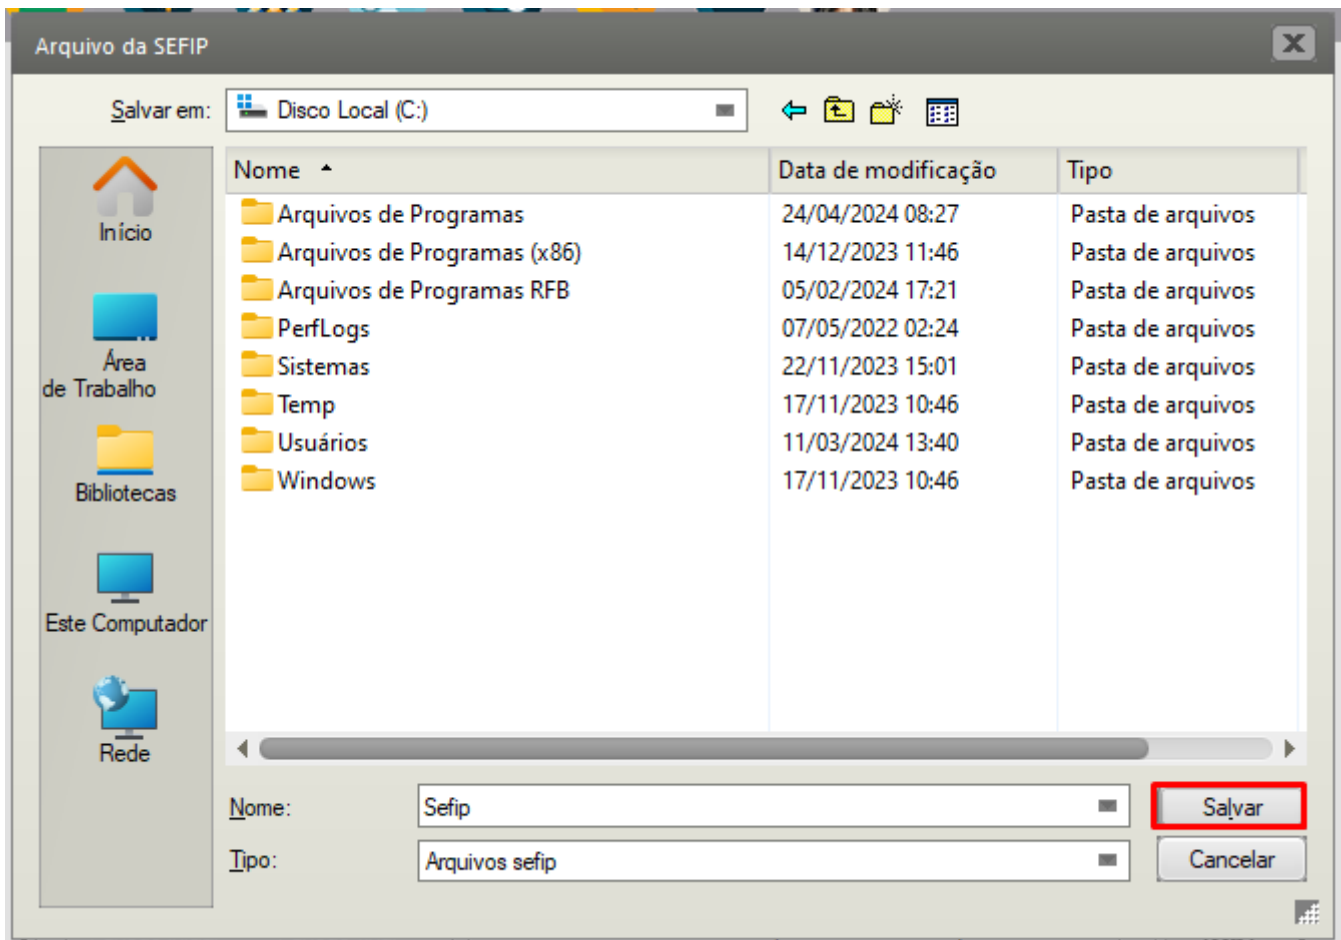 Arquivo da SEFIP
Salvar em: Disco Local (C:)
Nome Data de modificação Tipo
Arquivos de Programas 24/04/2024 08:27 Pasta de arquivos
Arquivos de Programas (x86) 14/12/2023 11:46 Pasta de arquivos
Arquivos de Programas RFB 05/02/2024 17:21 Pasta de arquivos
PerfLogs 07/05/2022 02:24 Pasta de arquivos
Sistemas 22/11/2023 15:01 Pasta de arquivos
Temp 17/11/2023 10:46 Pasta de arquivos
Usuários 11/03/2024 13:40 Pasta de arquivos
Windows 17/11/2023 10:46 Pasta de arquivos
Início
Área
de Trabalho
Bibliotecas
Este Computador
Rede
Nome: Sefip Salvar
Tipo: Arquivos sefip Cancelar